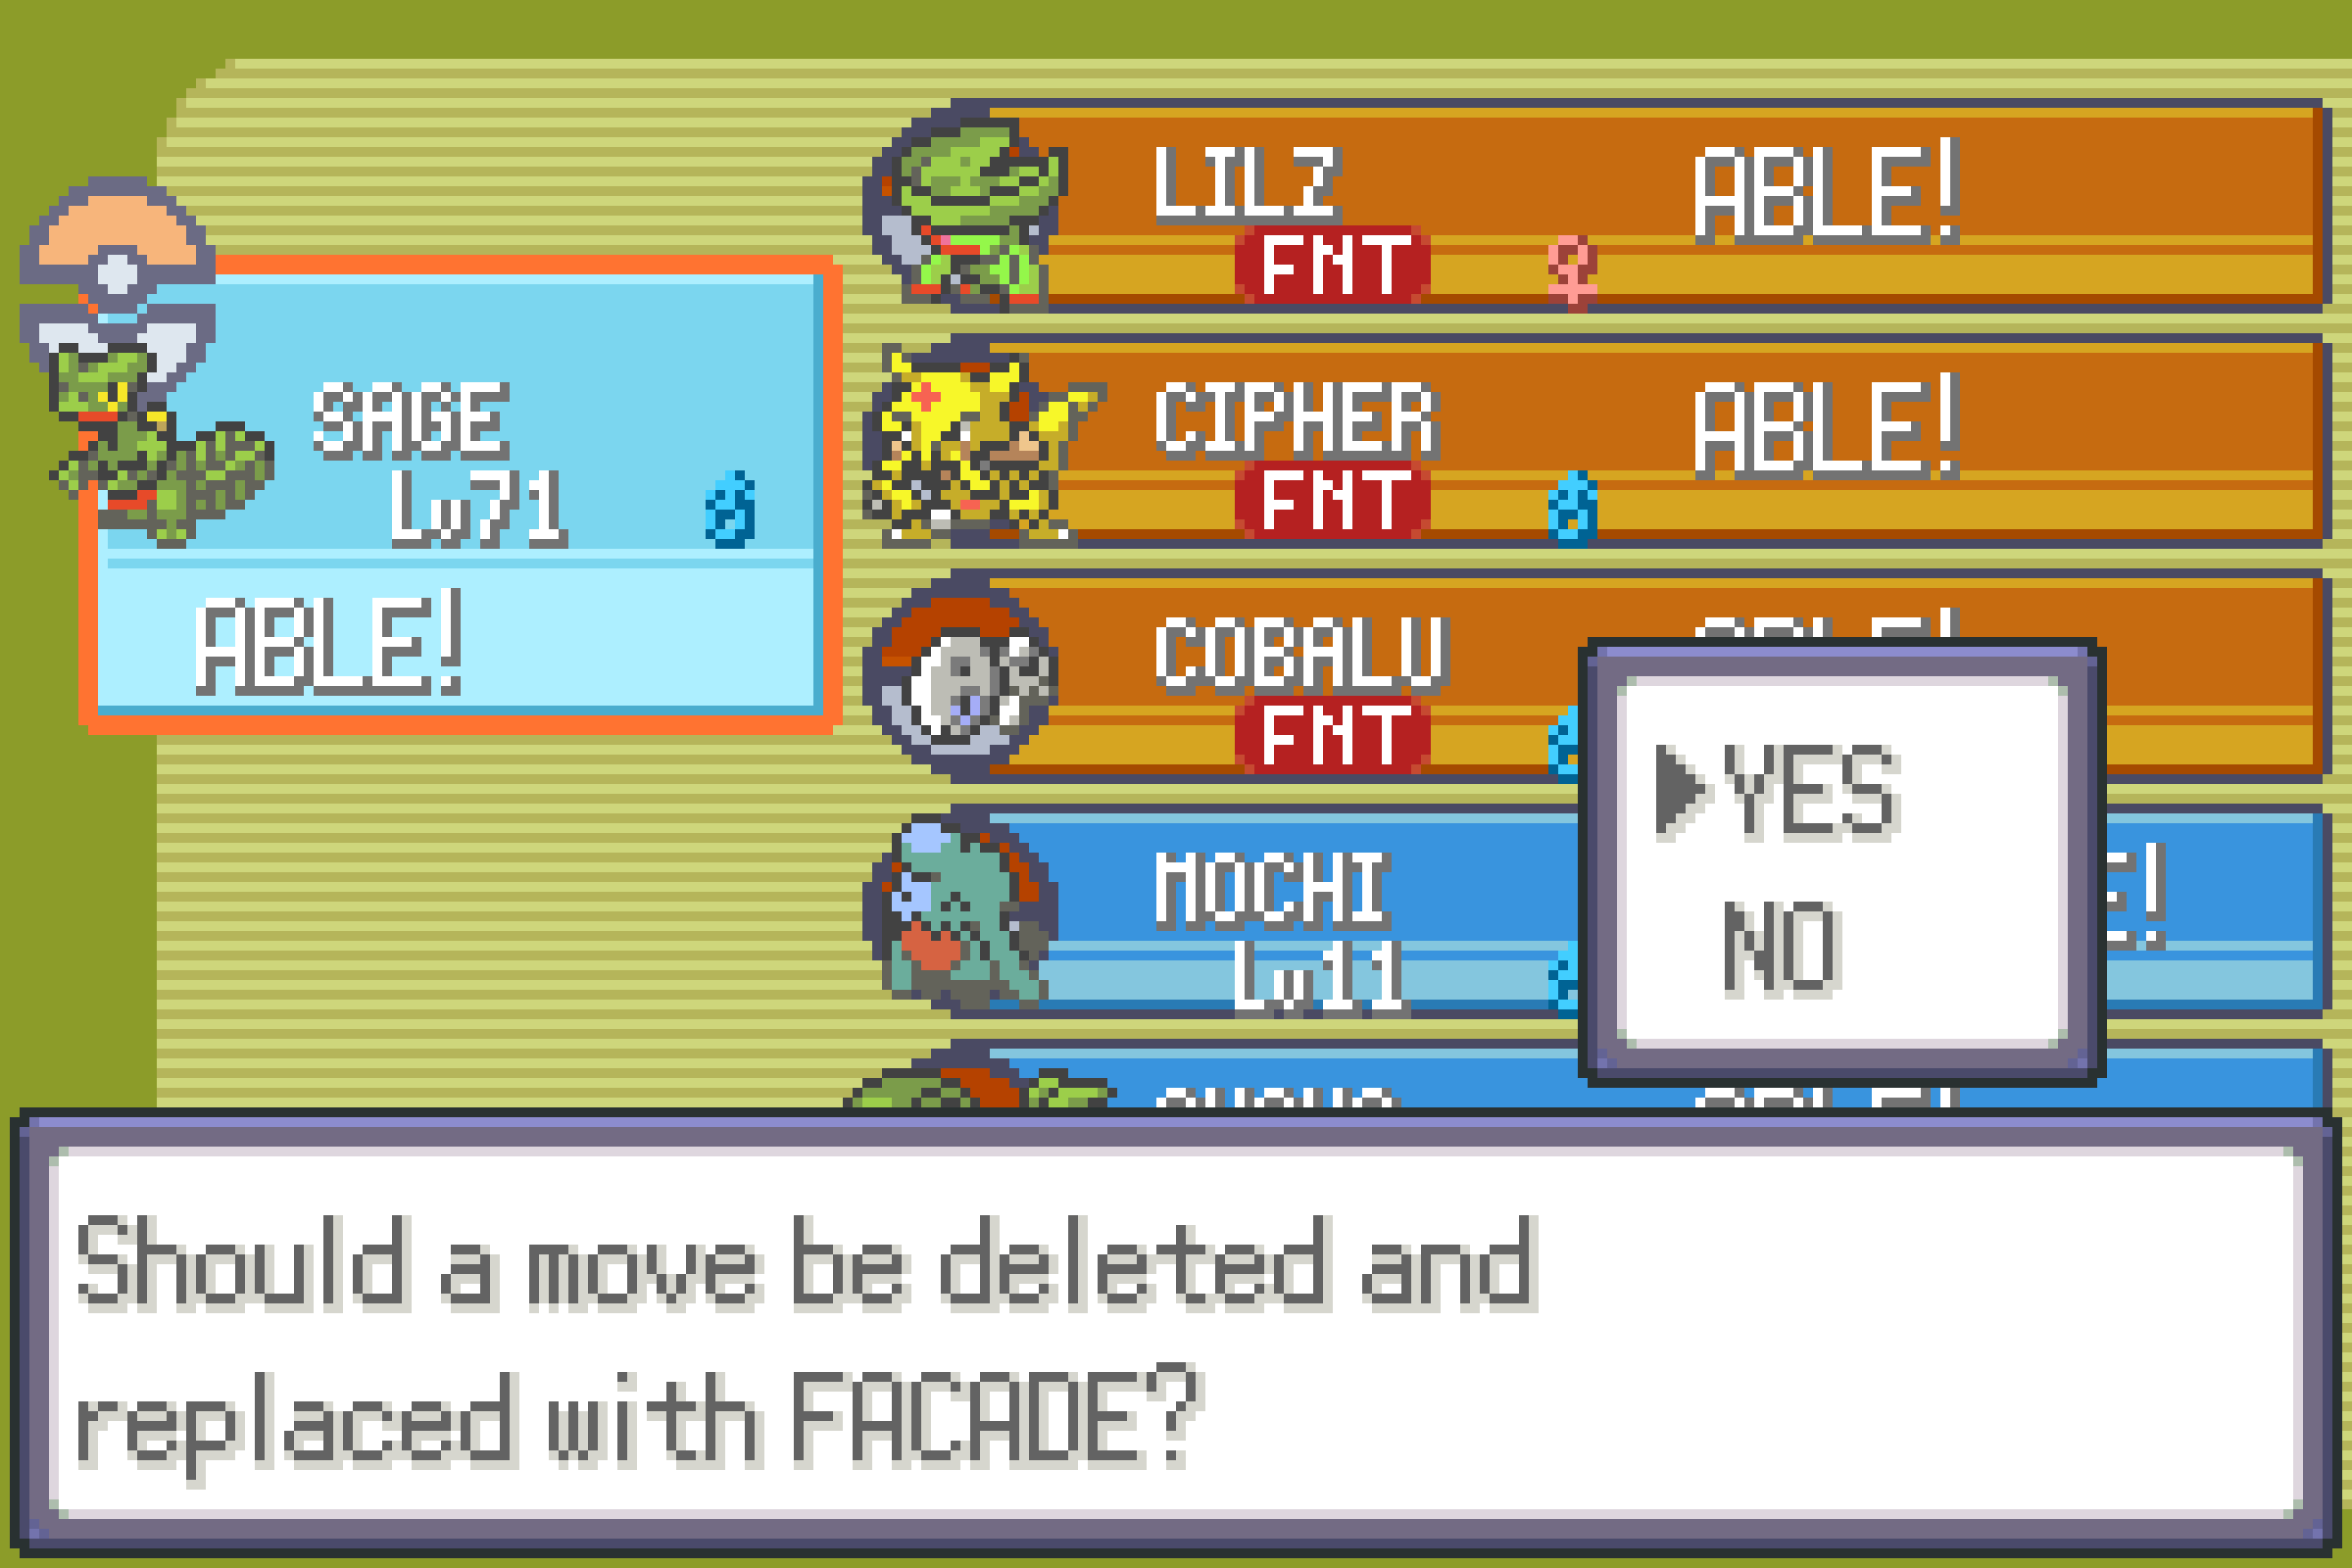 SAGE
Lv71 ♂
ABLE!
LILZ ABLE!
FNT ♀
CIPHER ABLE!
FNT ♂
COBALU
FNT
MOCHI
Lv11
YES
NO
Should a move be deleted and
replaced with FACADE?